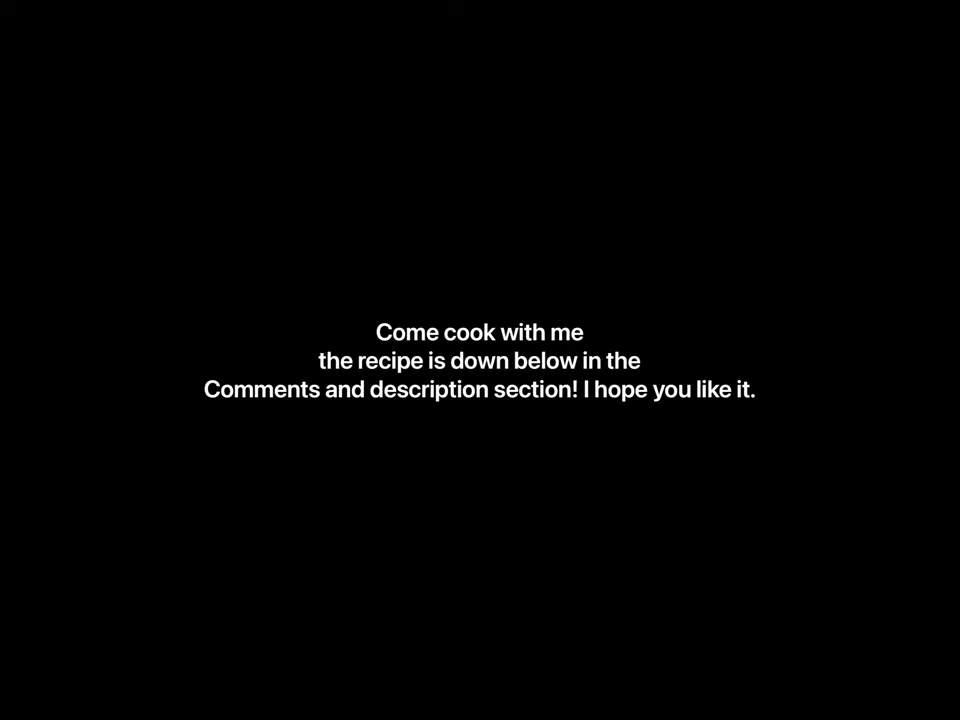 Come cook with me
the recipe is down below in the
Comments and description section! I hope you like it.